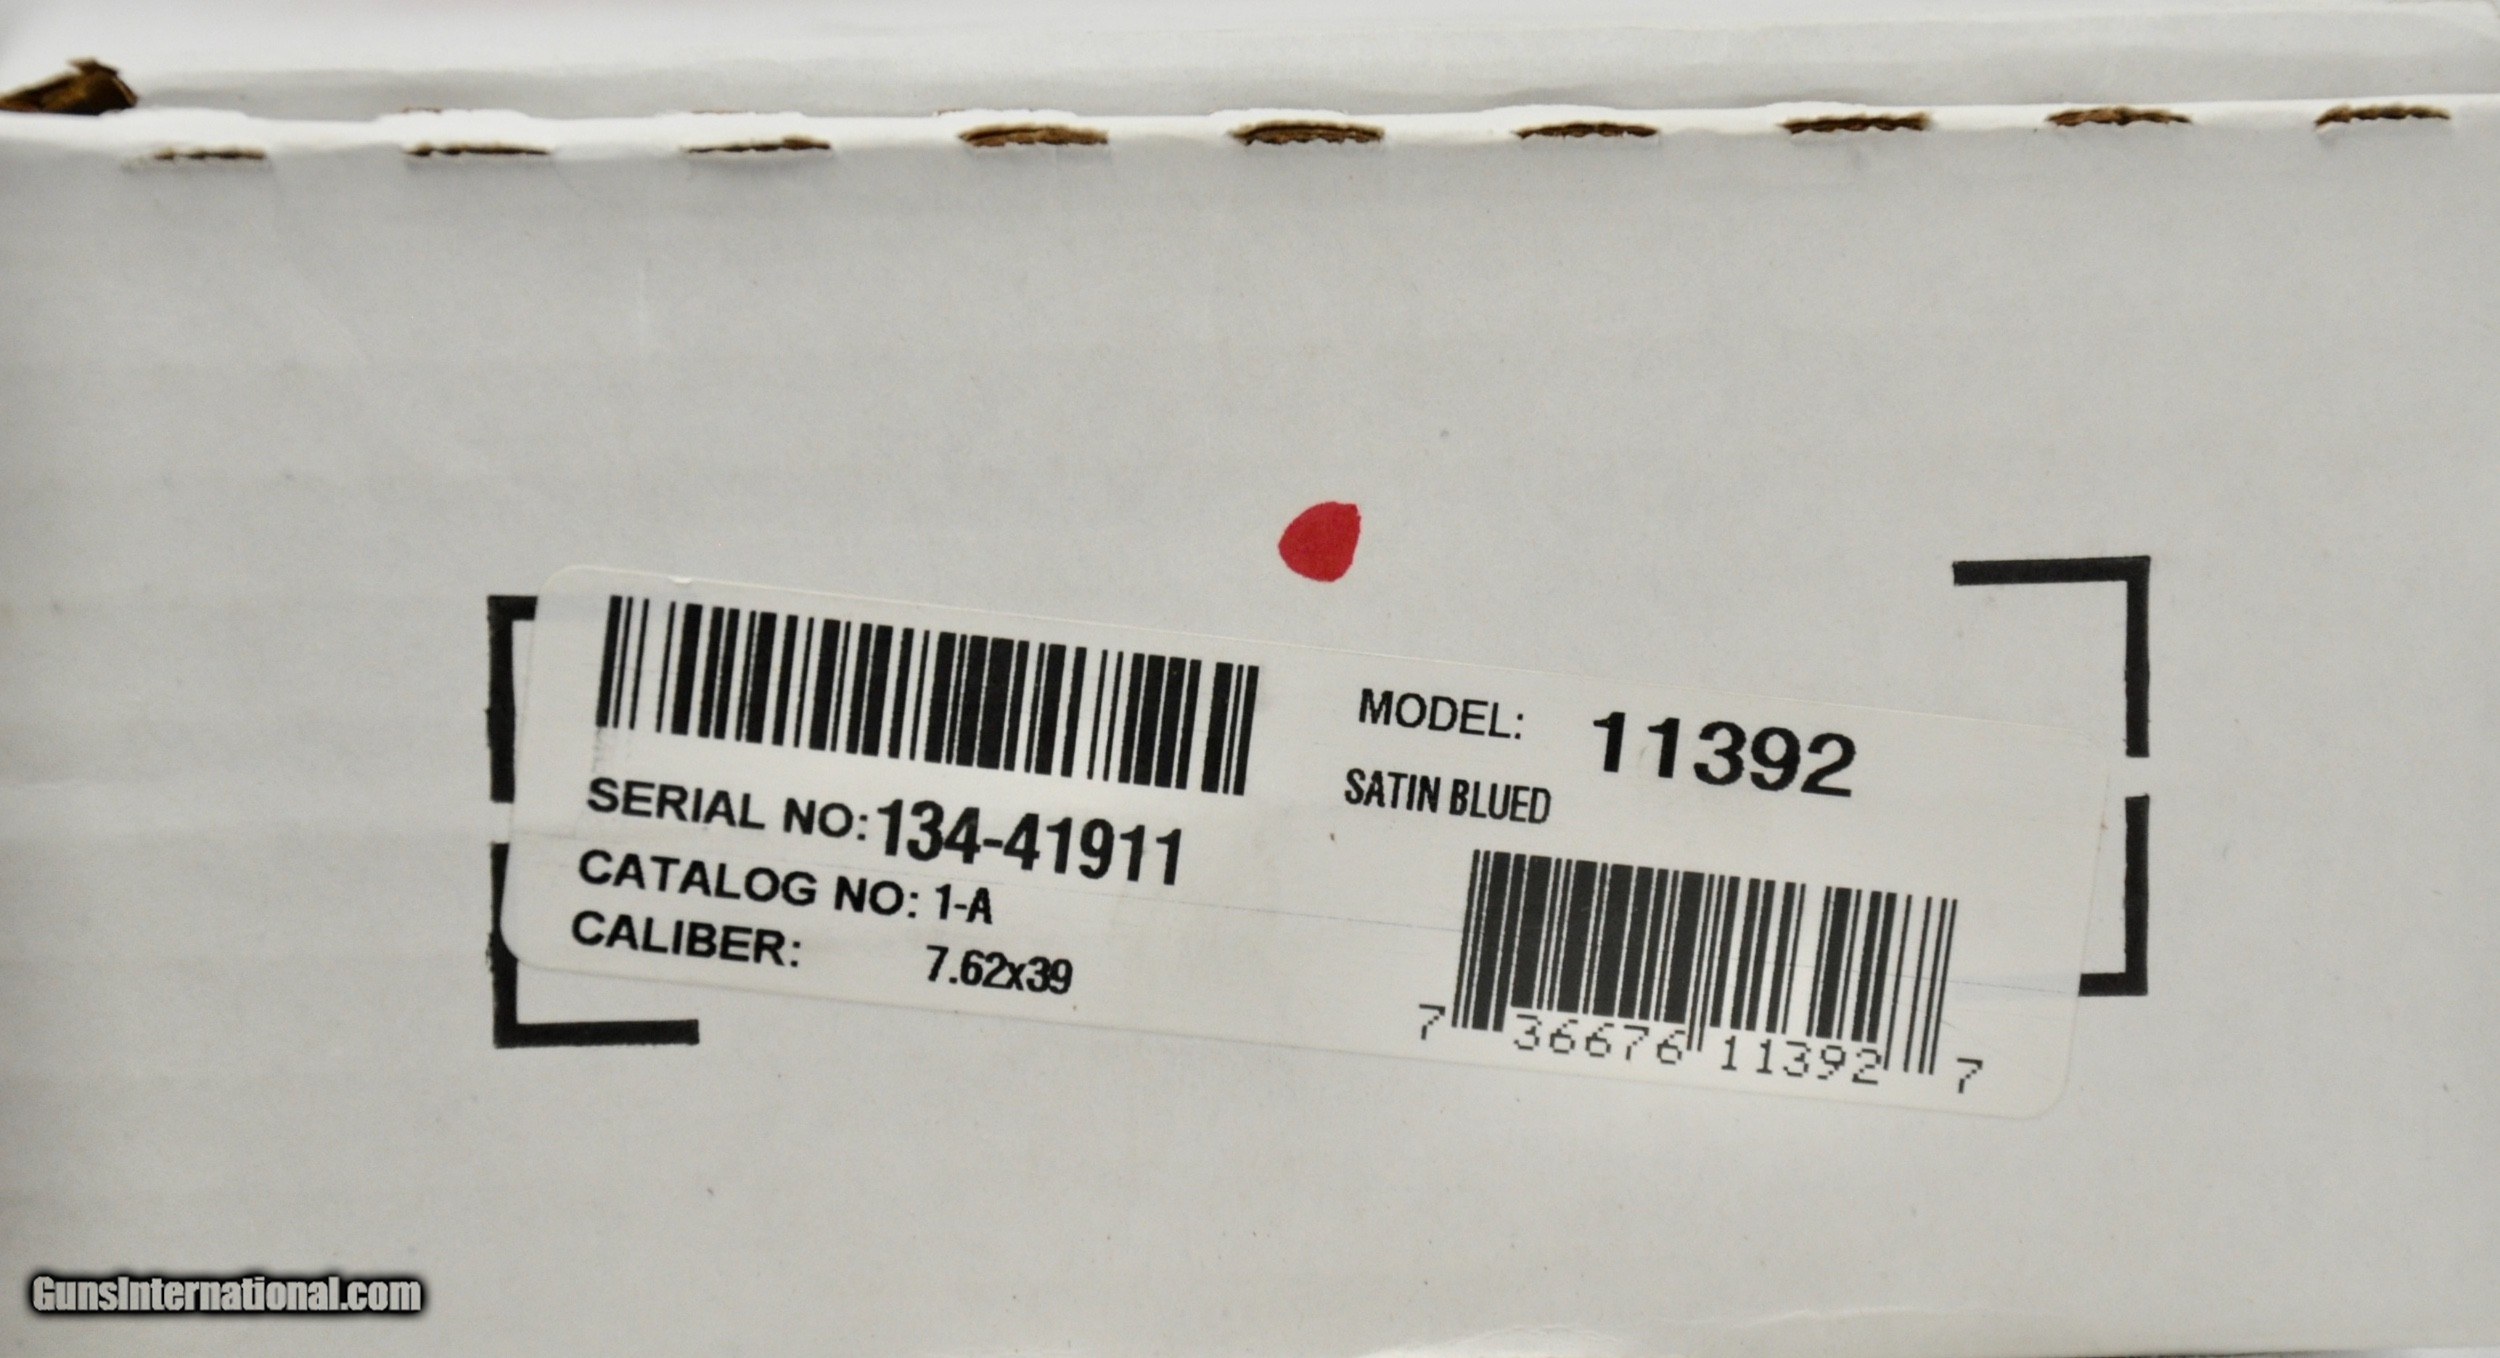 SERIAL NO: 134-41911
CATALOG NO: 1-A
CALIBER: 7.62x39
MODEL: 11392
SATIN BLUED
7 36676 11392 7
GunsInternational.com